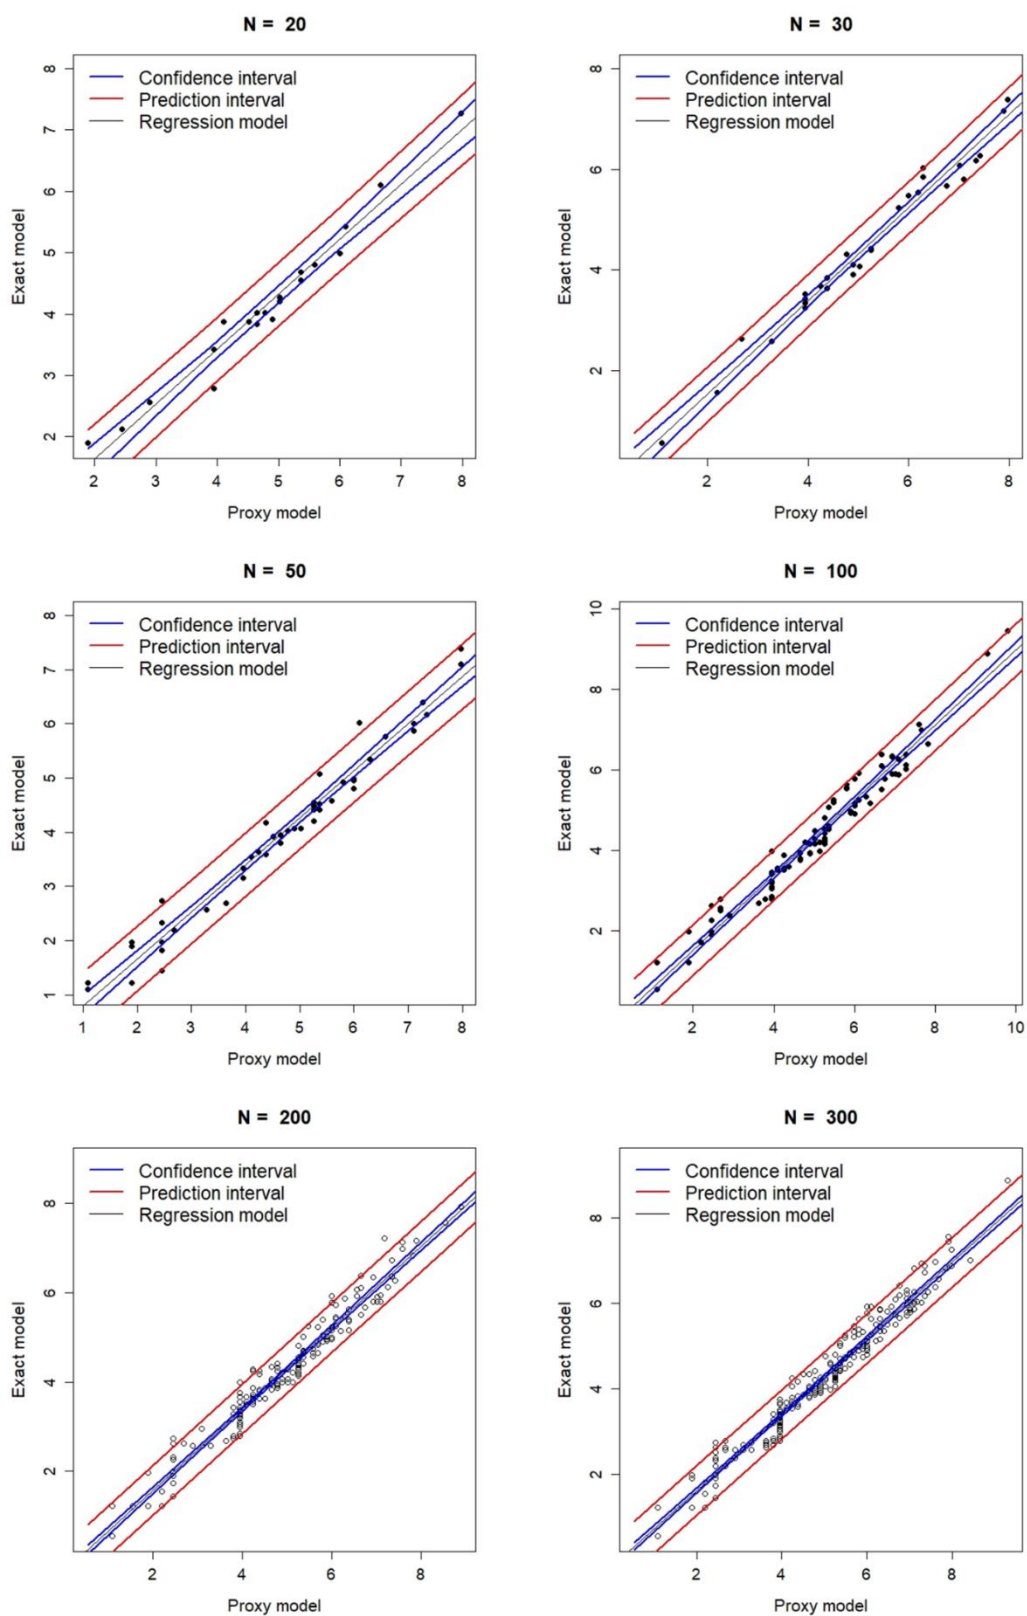 N = 20
Confidence interval
Prediction interval
Regression model
8
7
6
5
4
3
2
Exact model
2 3 4 5 6 7 8
Proxy model
N = 30
Confidence interval
Prediction interval
Regression model
8
6
4
2
Exact model
2 4 6 8
Proxy model
N = 50
Confidence interval
Prediction interval
Regression model
8
7
6
5
4
3
2
1
Exact model
1 2 3 4 5 6 7 8
Proxy model
N = 100
Confidence interval
Prediction interval
Regression model
10
8
6
4
2
Exact model
2 4 6 8 10
Proxy model
N = 200
Confidence interval
Prediction interval
Regression model
8
6
4
2
Exact model
2 4 6 8
Proxy model
N = 300
Confidence interval
Prediction interval
Regression model
8
6
4
2
Exact model
2 4 6 8
Proxy model